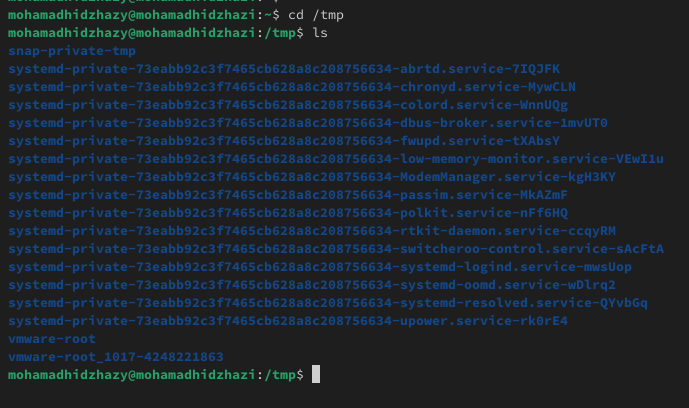 mohamadhidzhazy@mohamadhidzhazi:~$ cd /tmp
mohamadhidzhazy@mohamadhidzhazi:/tmp$ ls
snap-private-tmp
systemd-private-73eabb92c3f7465cb628a8c208756634-abrtd.service-7IQJFK
systemd-private-73eabb92c3f7465cb628a8c208756634-chronyd.service-MywCLN
systemd-private-73eabb92c3f7465cb628a8c208756634-colord.service-WnnUQg
systemd-private-73eabb92c3f7465cb628a8c208756634-dbus-broker.service-1mvUT0
systemd-private-73eabb92c3f7465cb628a8c208756634-fwupd.service-tXAbsY
systemd-private-73eabb92c3f7465cb628a8c208756634-low-memory-monitor.service-VEwI1u
systemd-private-73eabb92c3f7465cb628a8c208756634-ModemManager.service-kgH3KY
systemd-private-73eabb92c3f7465cb628a8c208756634-passim.service-MkAZmF
systemd-private-73eabb92c3f7465cb628a8c208756634-polkit.service-nFf6HQ
systemd-private-73eabb92c3f7465cb628a8c208756634-rtkit-daemon.service-ccqyRM
systemd-private-73eabb92c3f7465cb628a8c208756634-switcheroo-control.service-sAcFtA
systemd-private-73eabb92c3f7465cb628a8c208756634-systemd-logind.service-mwsUop
systemd-private-73eabb92c3f7465cb628a8c208756634-systemd-oomd.service-wDlrq2
systemd-private-73eabb92c3f7465cb628a8c208756634-systemd-resolved.service-QYvbGq
systemd-private-73eabb92c3f7465cb628a8c208756634-upower.service-rk0rE4
vmware-root
vmware-root_1017-4248221863
mohamadhidzhazy@mohamadhidzhazi:/tmp$